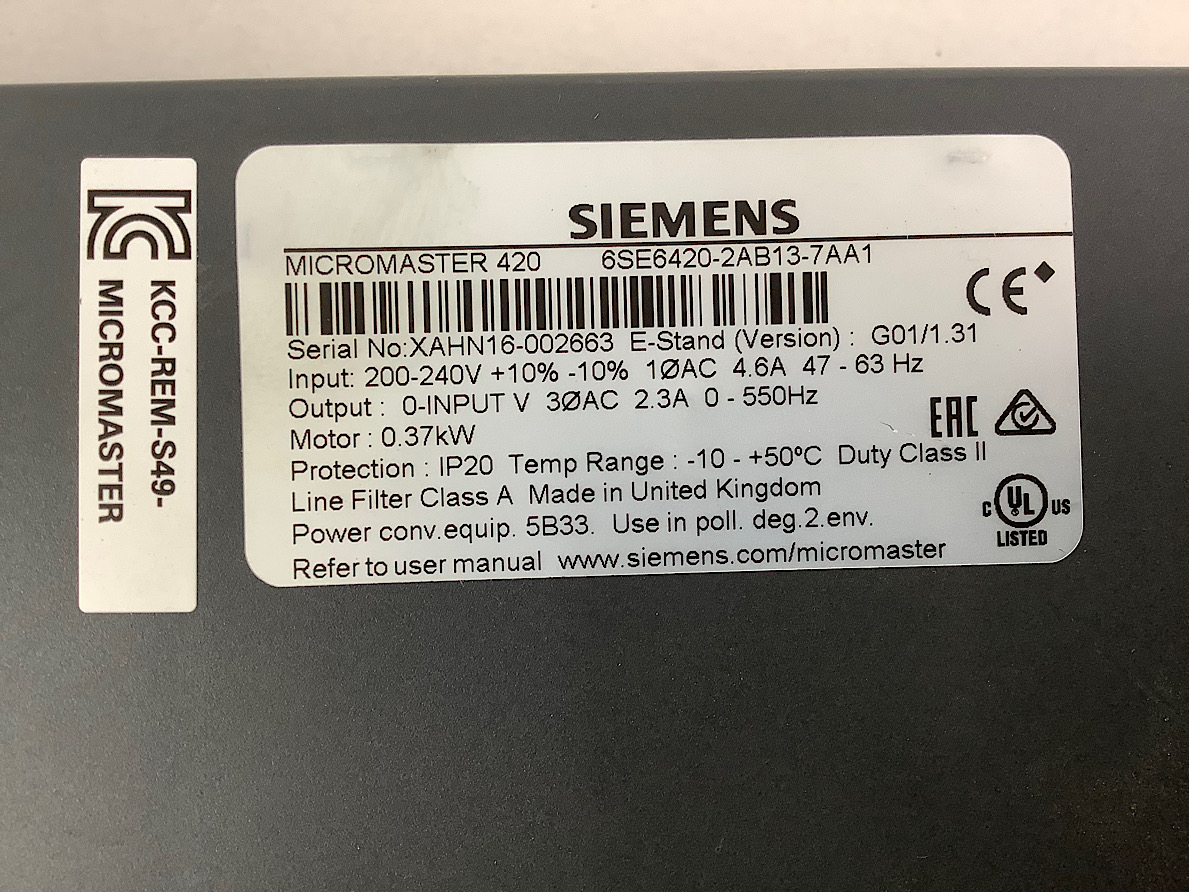 KCC-REM-S49-
MICROMASTER
SIEMENS
MICROMASTER 420 6SE6420-2AB13-7AA1
CE
Serial No:XAHN16-002663 E-Stand (Version) : G01/1.31
Input: 200-240V +10% -10% 1ØAC 4.6A 47 - 63 Hz
Output : 0-INPUT V 3ØAC 2.3A 0 - 550Hz
EAC
Motor : 0.37kW
Protection : IP20 Temp Range : -10 - +50ºC Duty Class II
Line Filter Class A Made in United Kingdom
Power conv.equip. 5B33. Use in poll. deg.2.env.
C UL US
LISTED
Refer to user manual www.siemens.com/micromaster